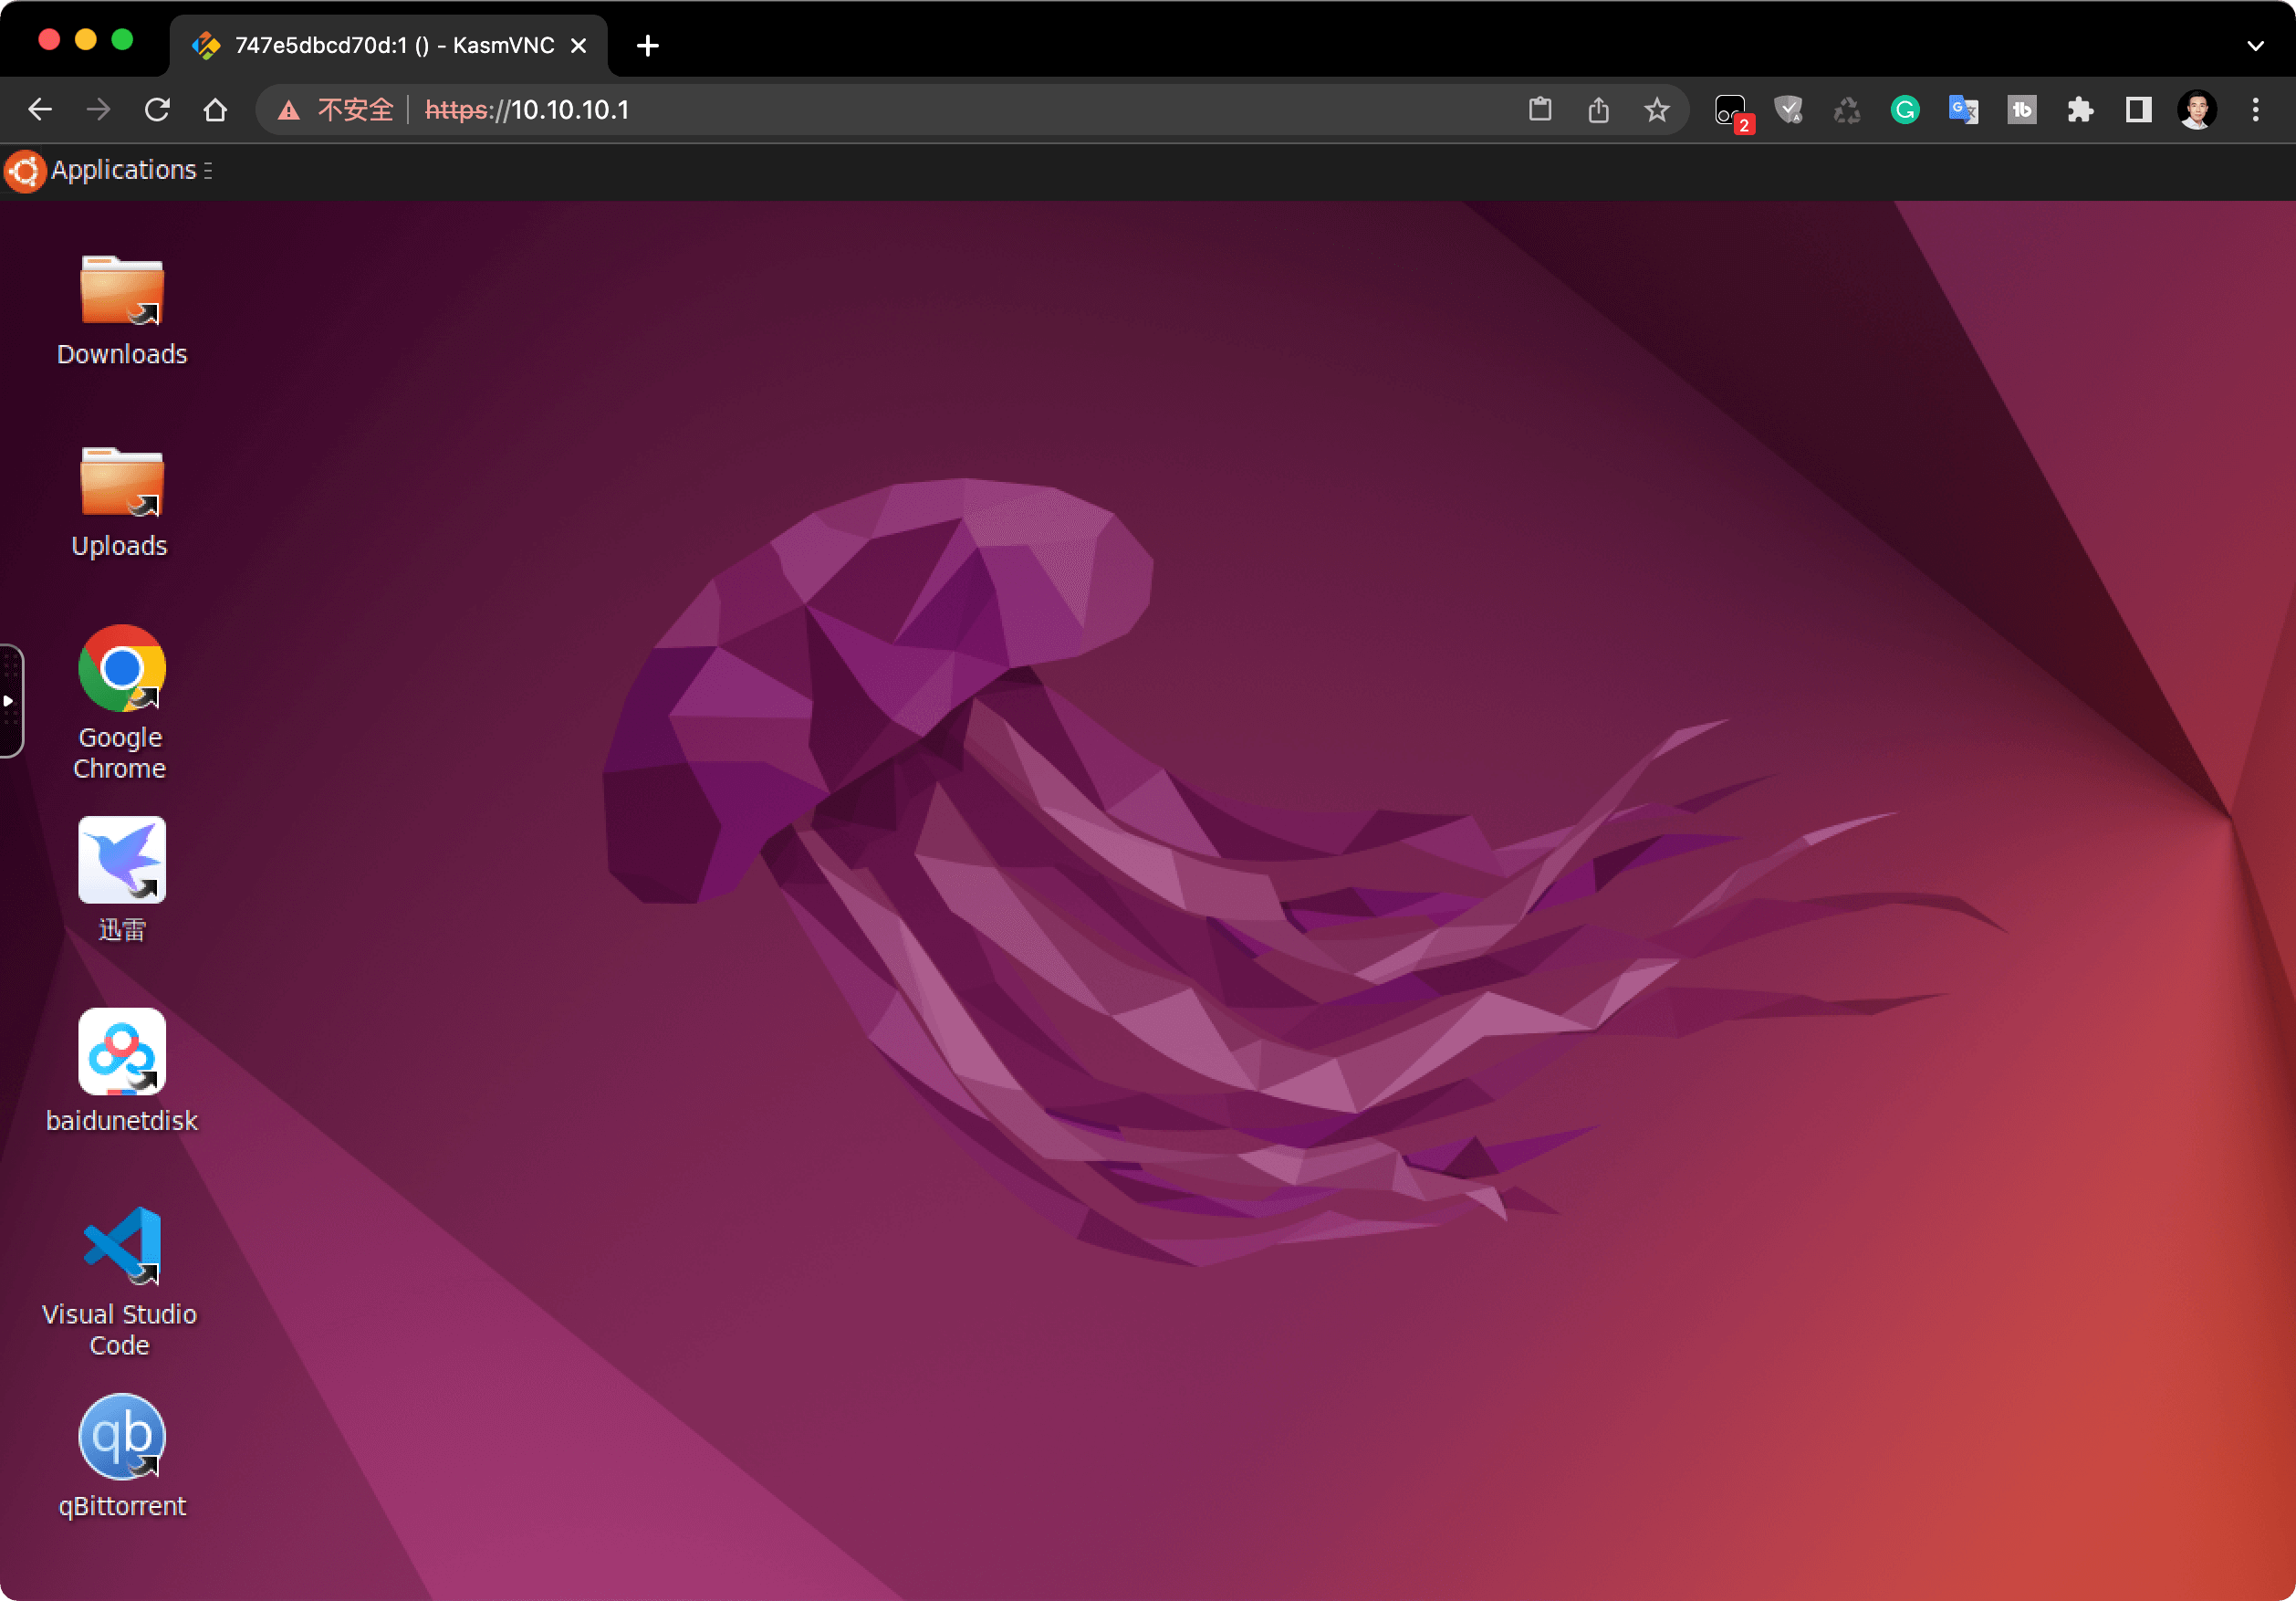 747e5dbcd70d:1 () - KasmVNC
不安全
https://10.10.10.1
2
Applications
Downloads
Uploads
Google
Chrome
迅雷
baidunetdisk
Visual Studio
Code
qb
qBittorrent